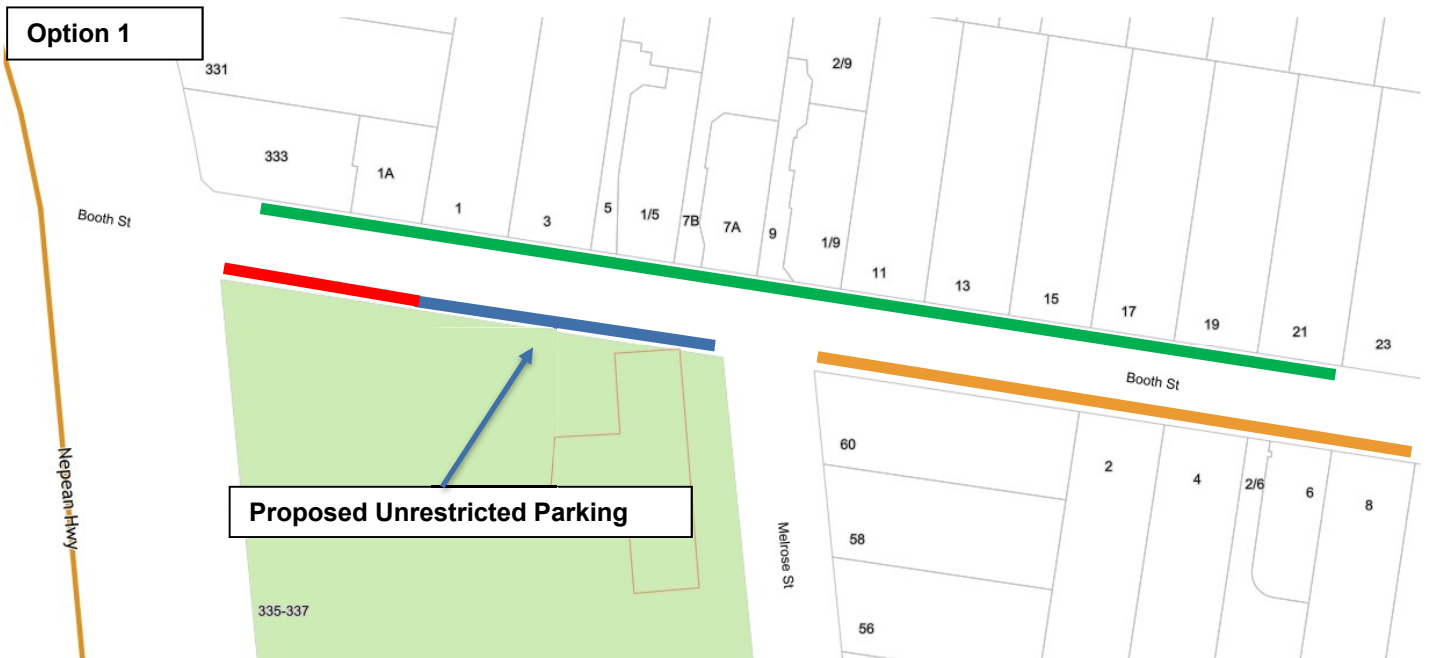 Option 1
331
2/9
333
1A
1
3
5
1/5
7B
7A
9
1/9
11
13
15
17
19
21
23
Booth St
Booth St
60
2
4
2/6
6
8
Nepean Hwy
Proposed Unrestricted Parking
58
Melrose St
335-337
56